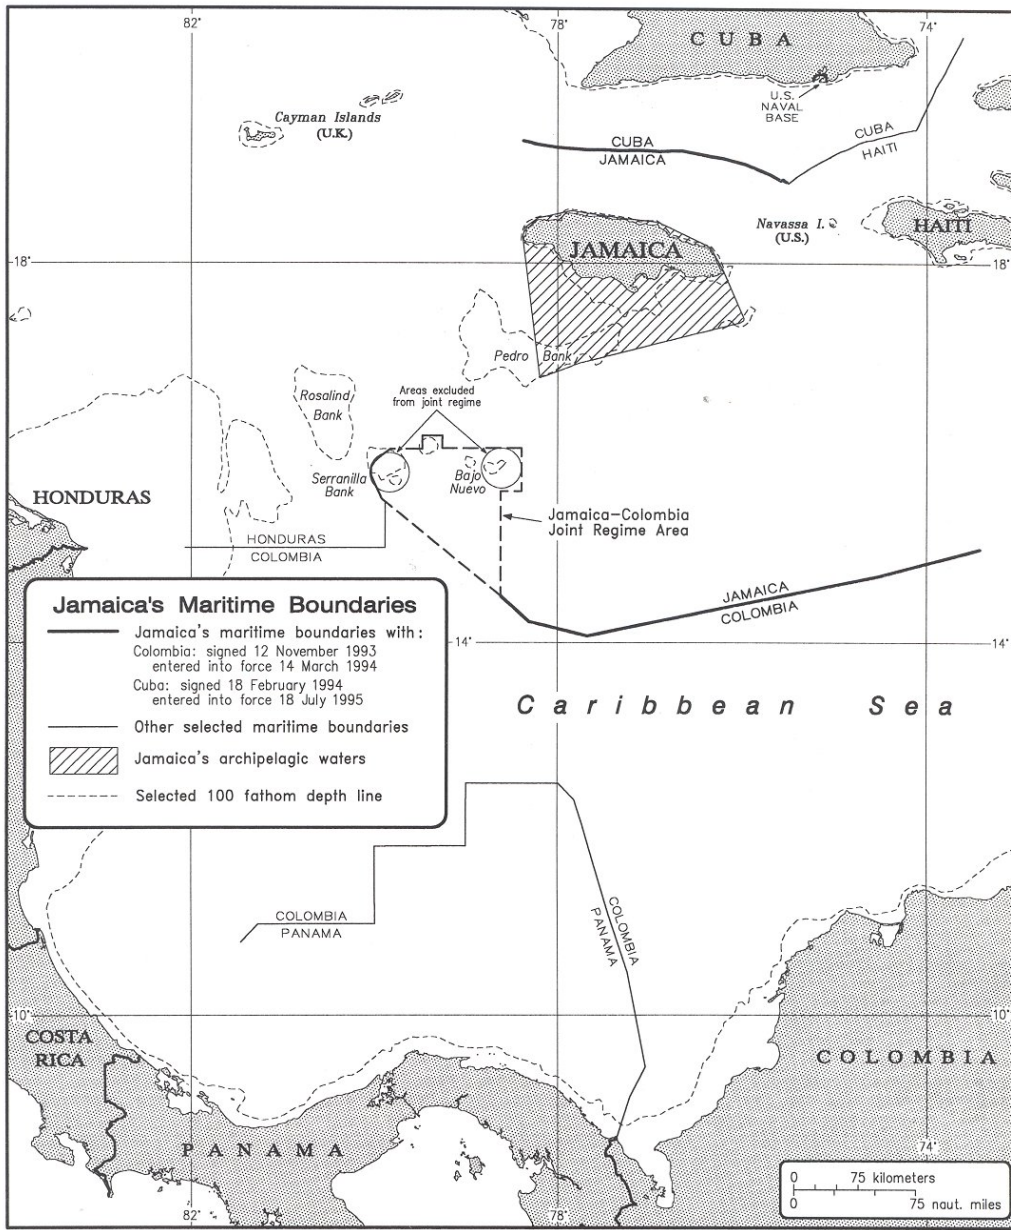 82°
78°
74°
CUBA
U.S.
NAVAL
BASE
Cayman Islands
(U.K.)
CUBA
JAMAICA
CUBA
HAITI
Navassa I.
(U.S.)
HAITI
JAMAICA
18°
18°
Pedro Bank
Rosalind
Bank
Areas excluded
from joint regime
Serranilla
Bank
Bajo
Nuevo
HONDURAS
Jamaica-Colombia
Joint Regime Area
HONDURAS
COLOMBIA
JAMAICA
COLOMBIA
Jamaica's Maritime Boundaries
Jamaica's maritime boundaries with:
Colombia: signed 12 November 1993
entered into force 14 March 1994
Cuba: signed 18 February 1994
entered into force 18 July 1995
Other selected maritime boundaries
Jamaica's archipelagic waters
Selected 100 fathom depth line
14°
14°
Caribbean Sea
COLOMBIA
PANAMA
COLOMBIA
PANAMA
10°
10°
COSTA
RICA
COLOMBIA
PANAMA
74°
0 75 kilometers
0 75 naut. miles
82°
78°